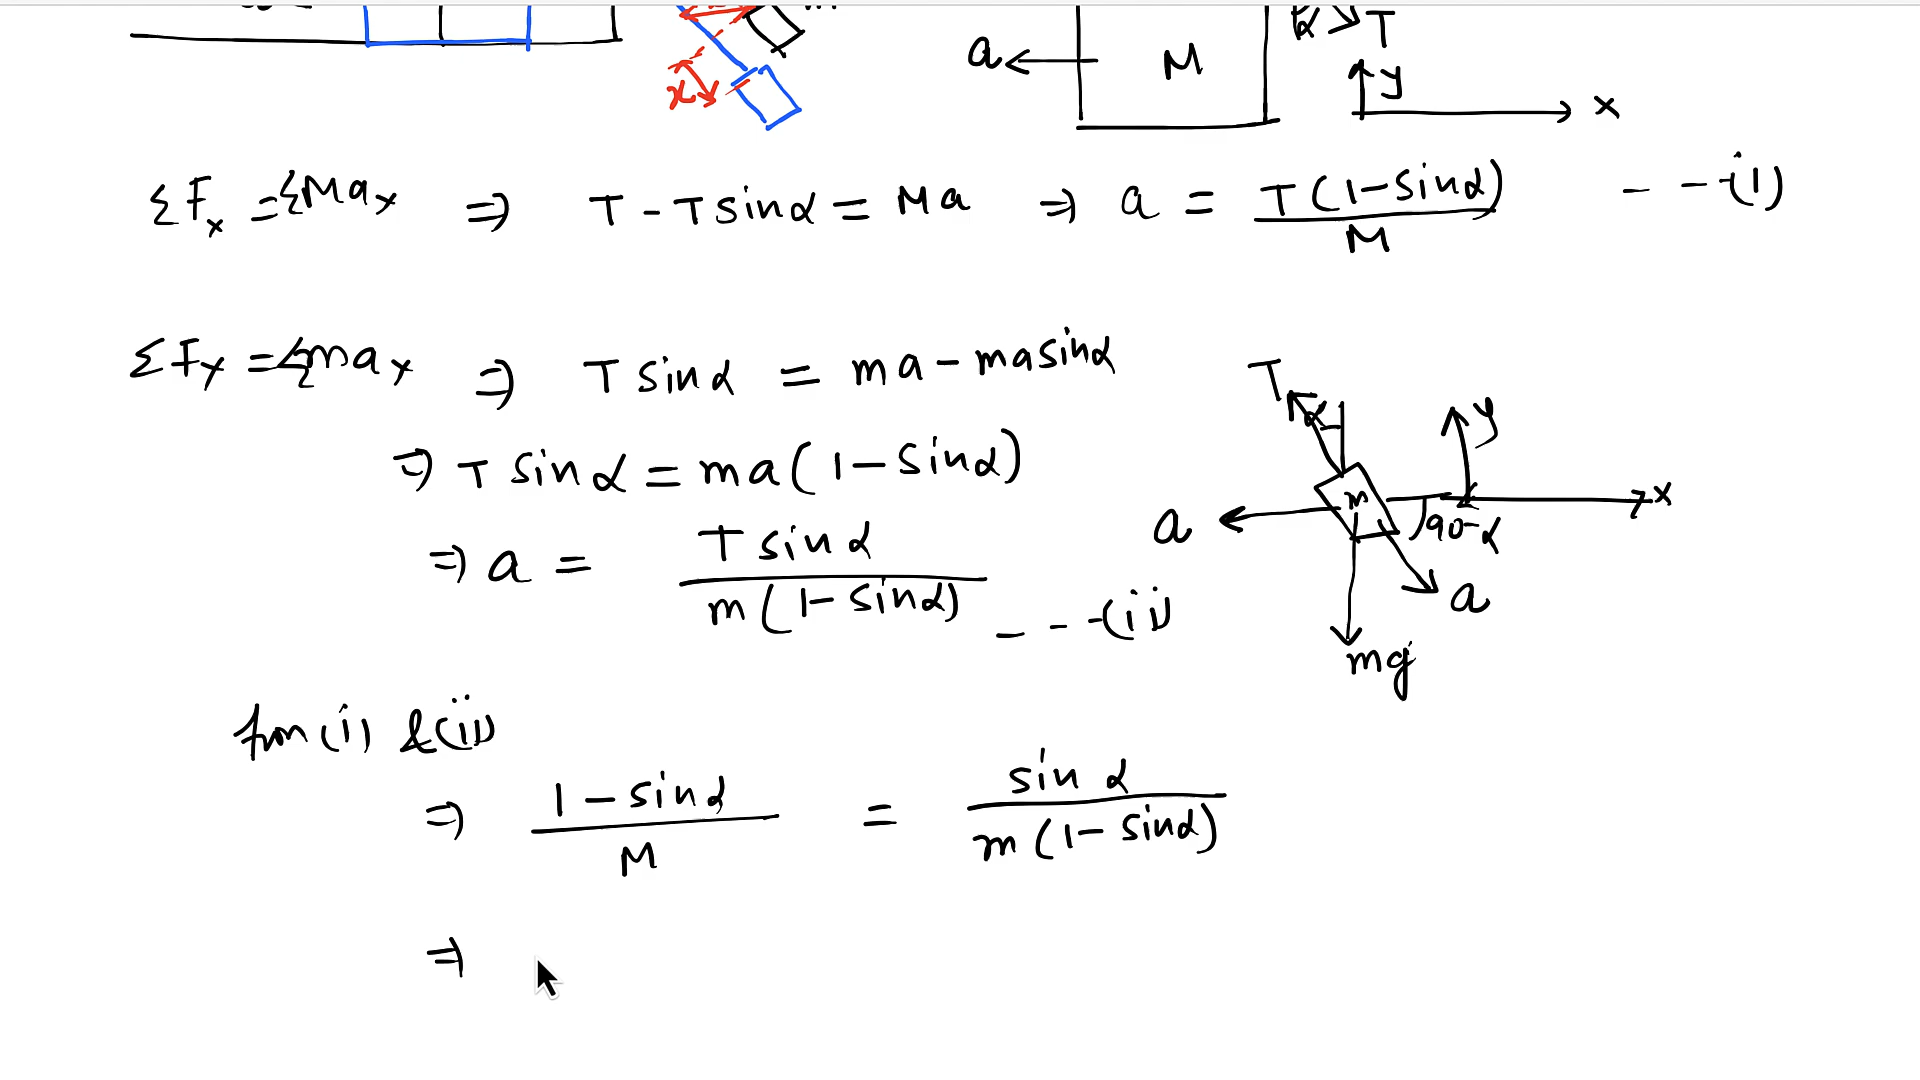 α T
a M
y
x x
ΣFx = ΣMax ⇒ T - T sinα = Ma ⇒ a = T(1-sinα)/M - - -(i)
ΣFx = Σmax ⇒ T sinα = ma - ma sinα
⇒ T sinα = ma(1-sinα)
⇒ a = T sinα / m(1-sinα) - - -(ii)
T α y
m x
a 90-α
a
mg
from (i) & (ii)
⇒ 1-sinα / M = sinα / m(1-sinα)
⇒